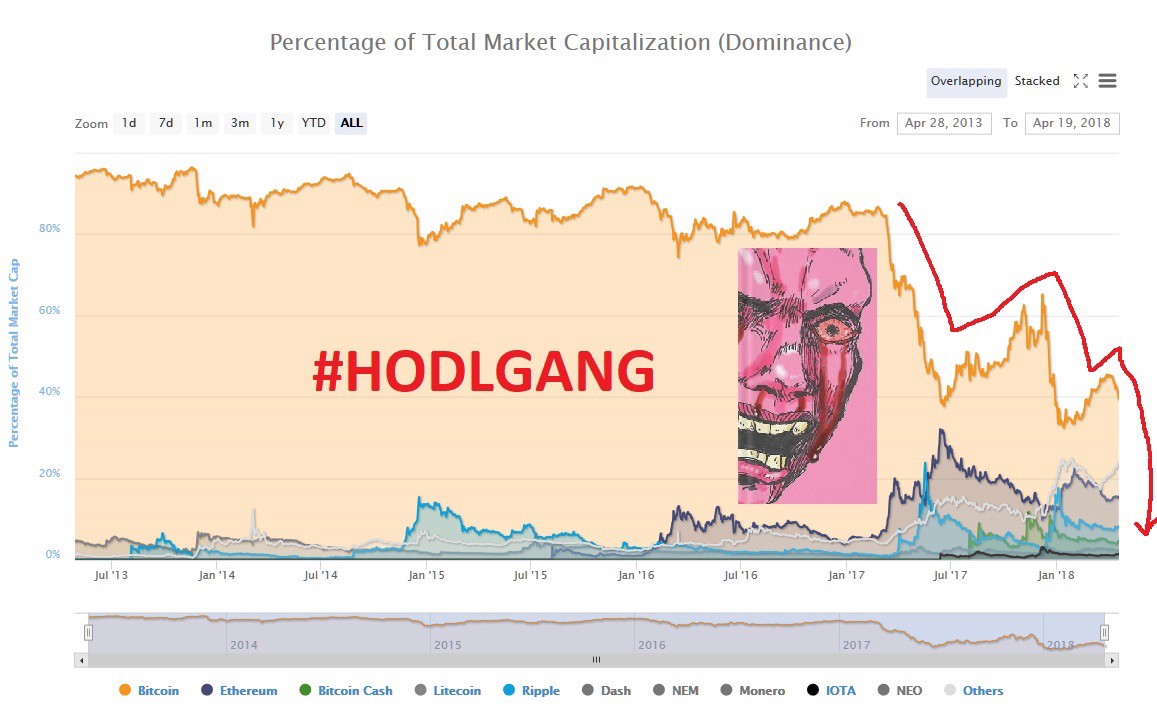 Percentage of Total Market Capitalization (Dominance)
Overlapping Stacked
Zoom 1d 7d 1m 3m 1y YTD ALL
From Apr 28, 2013 To Apr 19, 2018
Percentage of Total Market Cap
80%
60%
#HODLGANG
40%
20%
0%
Jul '13 Jan '14 Jul '14 Jan '15 Jul '15 Jan '16 Jul '16 Jan '17 Jul '17 Jan '18
2014 2015 2016 2017 2018
Bitcoin Ethereum Bitcoin Cash Litecoin Ripple Dash NEM Monero IOTA NEO Others